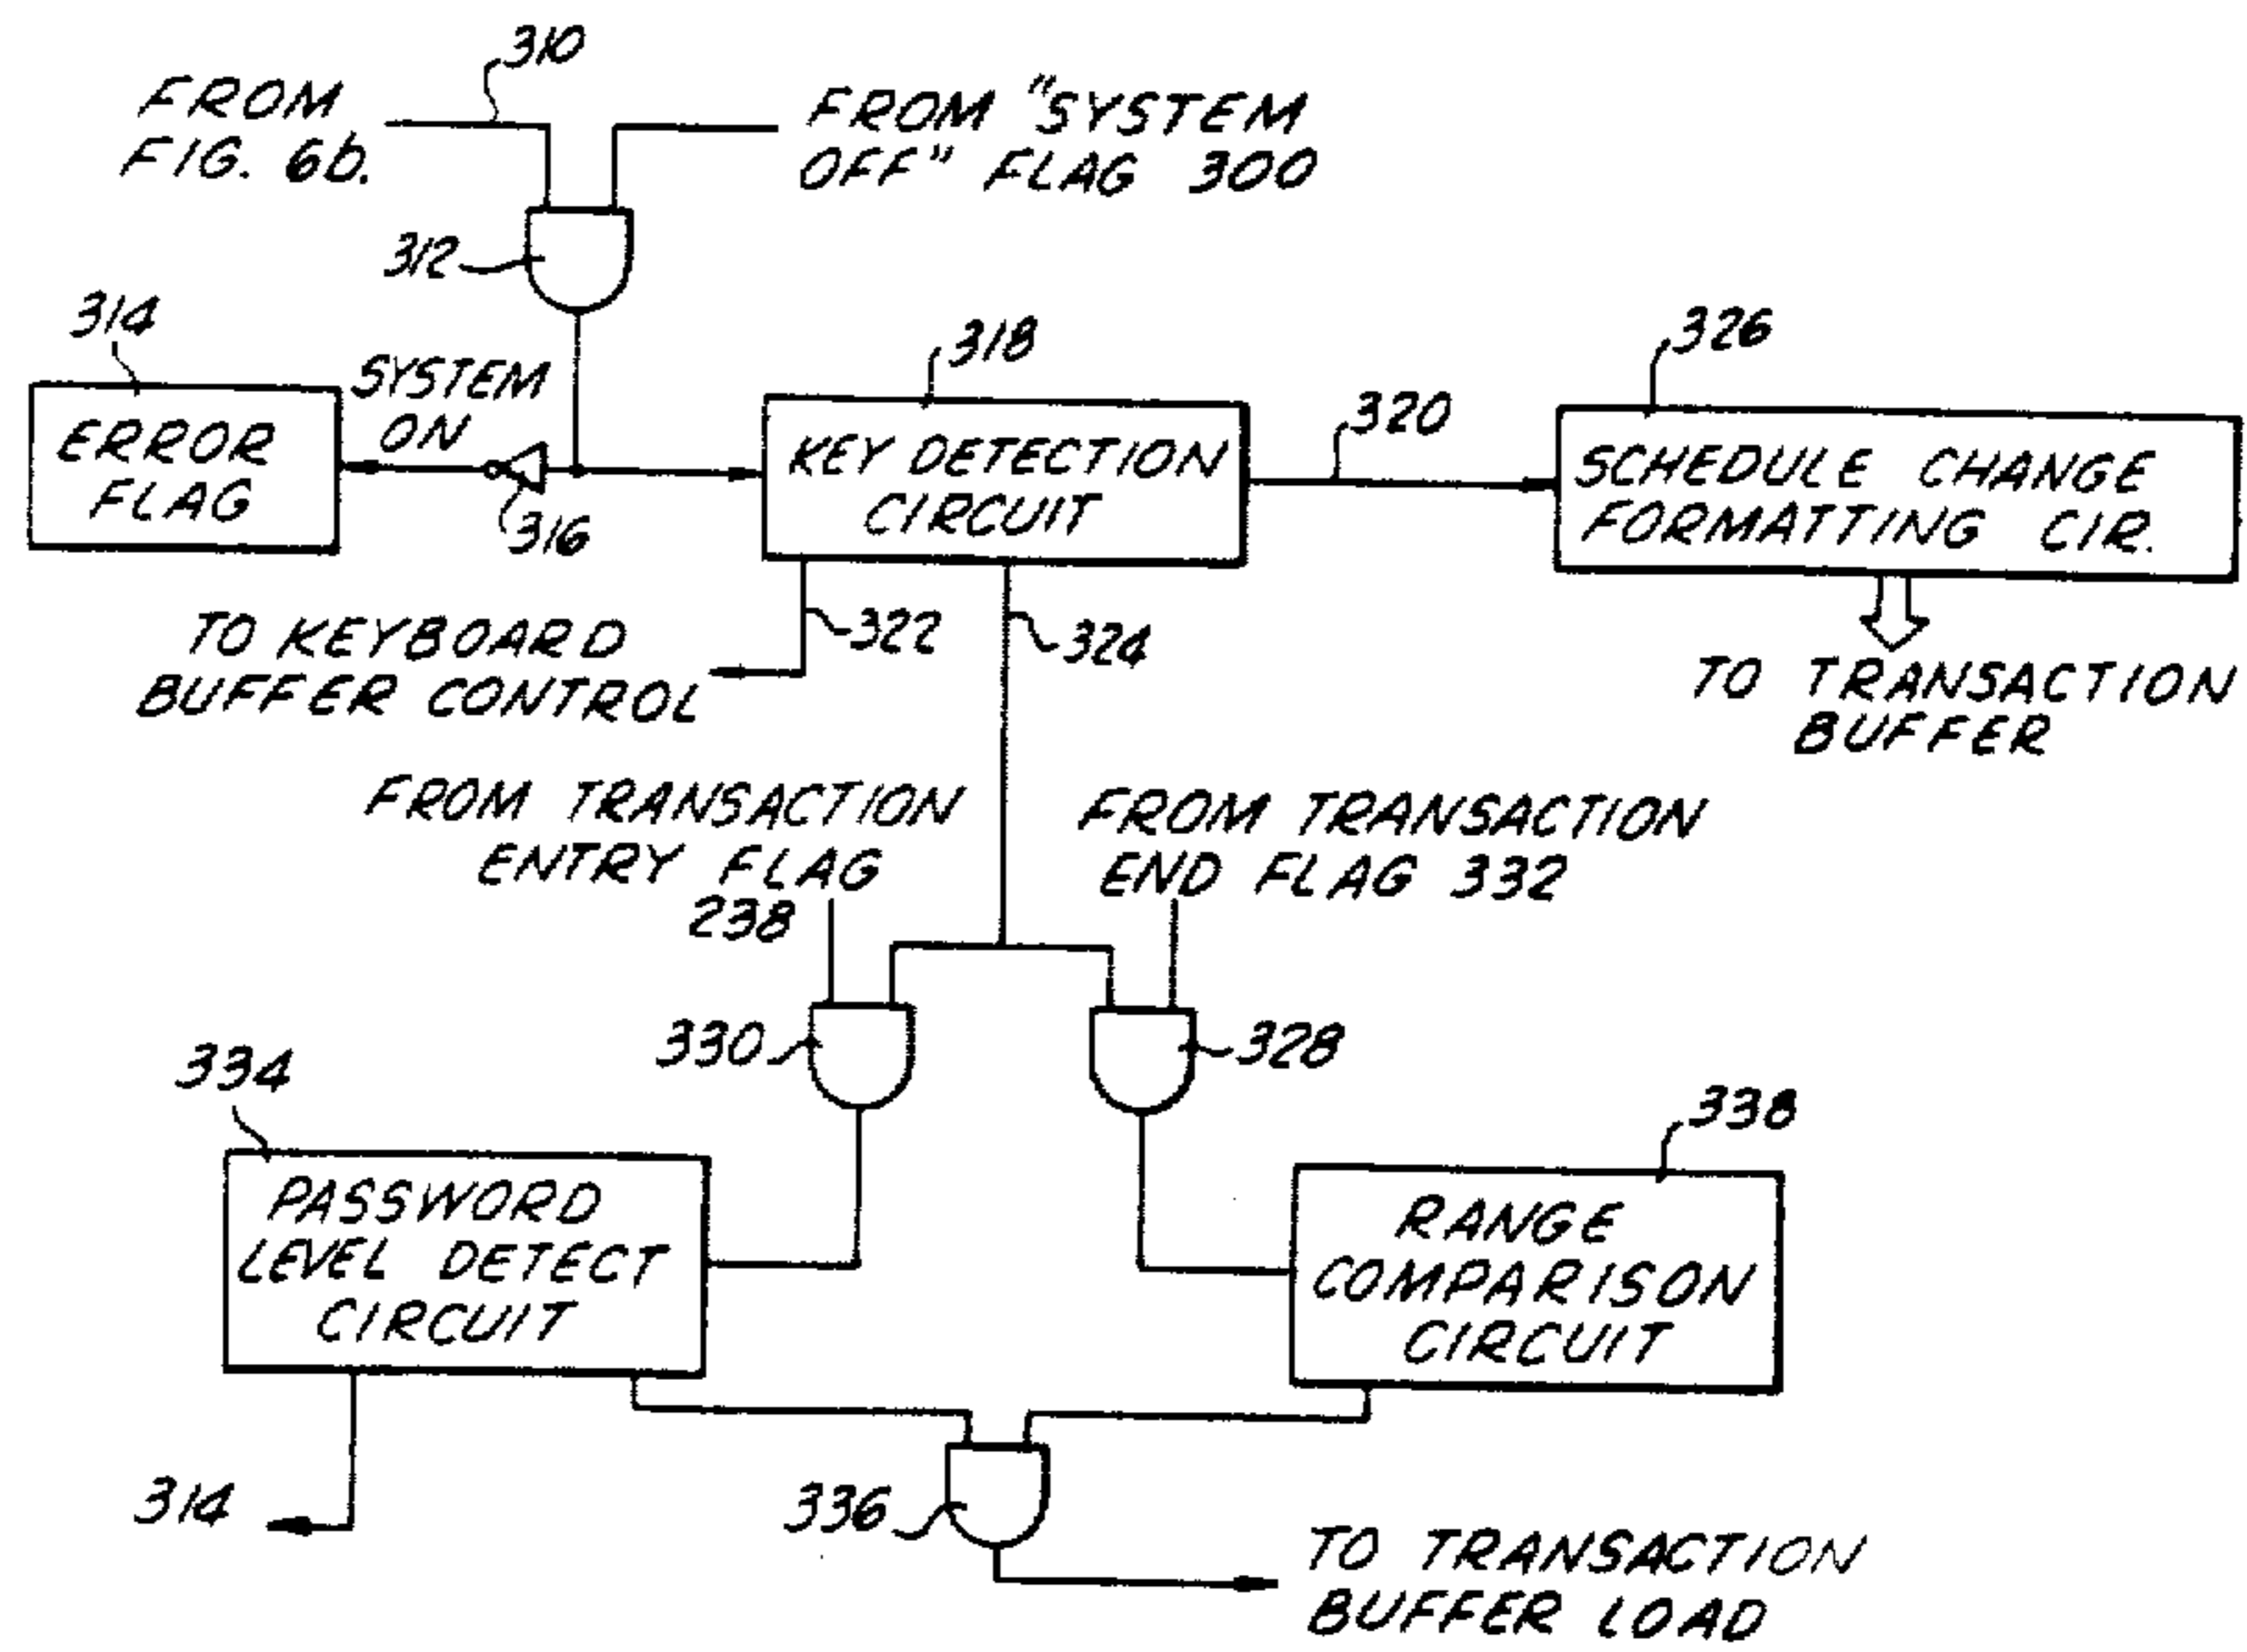 310
FROM
FIG. 6b.
FROM "SYSTEM
OFF" FLAG 300
312
314
SYSTEM
ON
ERROR
FLAG
316
318
KEY DETECTION
CIRCUIT
320
326
SCHEDULE CHANGE
FORMATTING CIR.
322
324
TO KEYBOARD
BUFFER CONTROL
TO TRANSACTION
BUFFER
FROM TRANSACTION
ENTRY FLAG
238
FROM TRANSACTION
END FLAG 332
330
328
334
PASSWORD
LEVEL DETECT
CIRCUIT
338
RANGE
COMPARISON
CIRCUIT
314
336
TO TRANSACTION
BUFFER LOAD